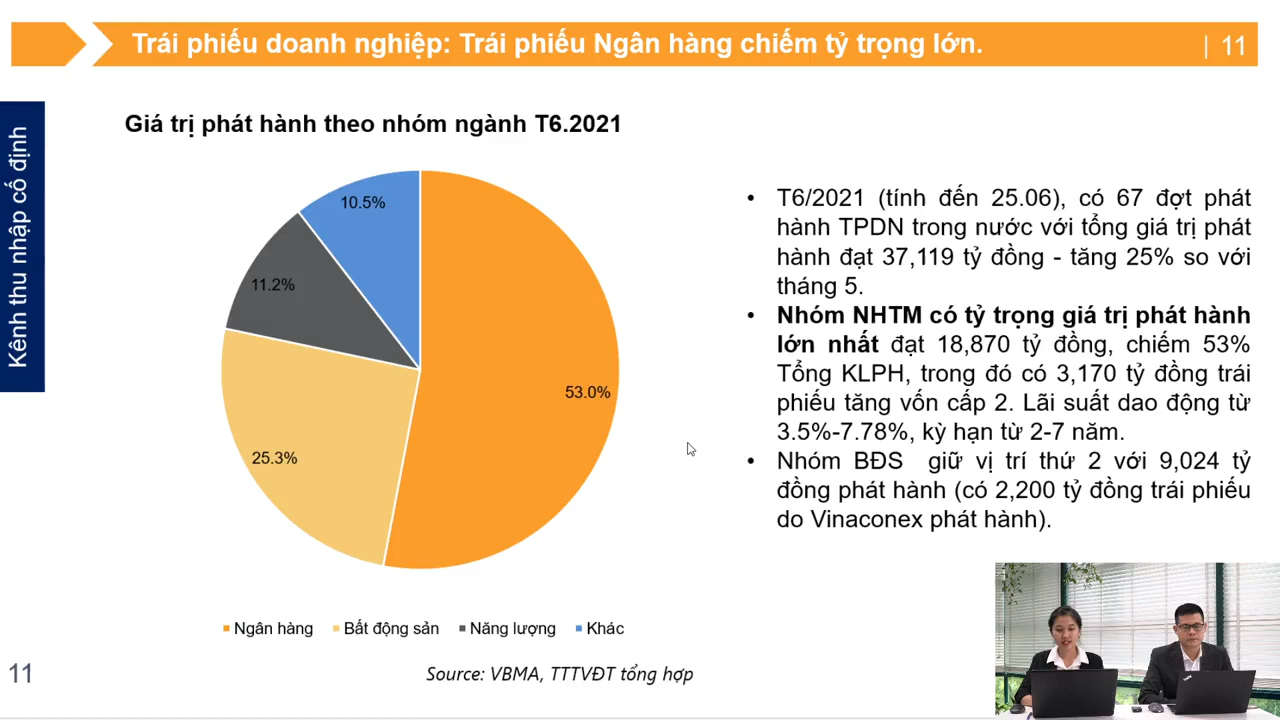 Trái phiếu doanh nghiệp: Trái phiếu Ngân hàng chiếm tỷ trọng lớn.
| 11
Kênh thu nhập cố định
Giá trị phát hành theo nhóm ngành T6.2021
10.5%
11.2%
53.0%
25.3%
Ngân hàng Bất động sản Năng lượng Khác
Source: VBMA, TTTVĐT tổng hợp
• T6/2021 (tính đến 25.06), có 67 đợt phát
hành TPDN trong nước với tổng giá trị phát
hành đạt 37,119 tỷ đồng - tăng 25% so với
tháng 5.
• Nhóm NHTM có tỷ trọng giá trị phát hành
lớn nhất đạt 18,870 tỷ đồng, chiếm 53%
Tổng KLPH, trong đó có 3,170 tỷ đồng trái
phiếu tăng vốn cấp 2. Lãi suất dao động từ
3.5%-7.78%, kỳ hạn từ 2-7 năm.
• Nhóm BĐS giữ vị trí thứ 2 với 9,024 tỷ
đồng phát hành (có 2,200 tỷ đồng trái phiếu
do Vinaconex phát hành).
11